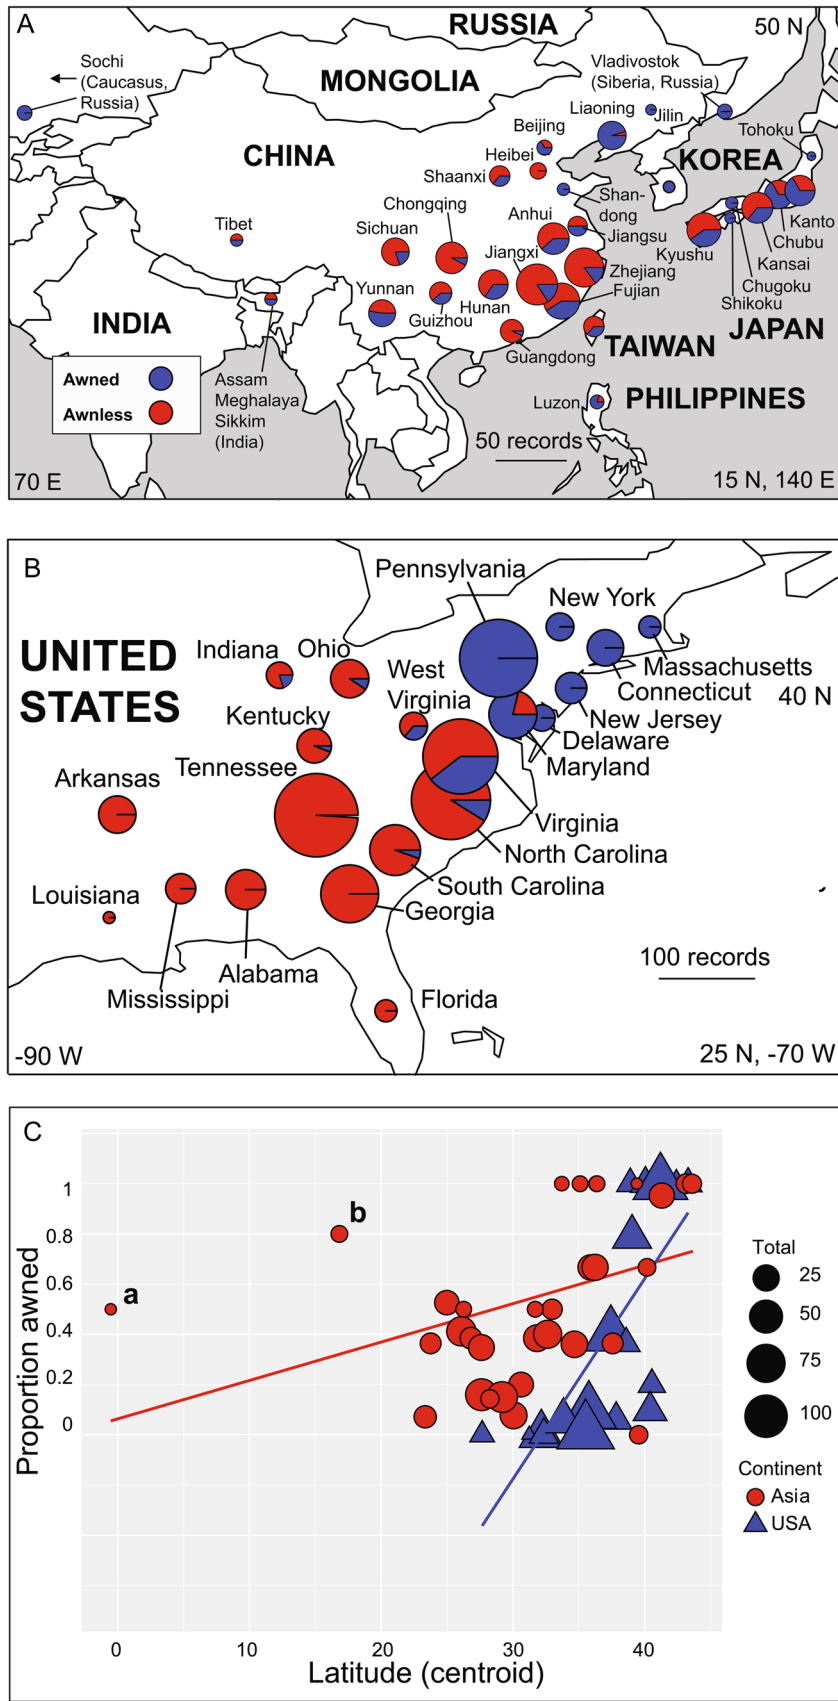 A
RUSSIA
50 N
Sochi
(Caucasus,
Russia)
MONGOLIA
Vladivostok
(Siberia, Russia)
Liaoning
Jilin
Beijing
Tohoku
CHINA
Heibei
KOREA
Shaanxi
Shan-
dong
Chongqing
Anhui
Kanto
Tibet
Sichuan
Jiangsu
Chubu
Jiangxi
Kyushu
Kansai
Zhejiang
Chugoku
Yunnan
Hunan
Fujian
Shikoku
INDIA
Guizhou
JAPAN
TAIWAN
Guangdong
Awned
Awnless
Assam
Meghalaya
Sikkim
(India)
Luzon
PHILIPPINES
50 records
70 E
15 N, 140 E
B
Pennsylvania
New York
UNITED
STATES
Indiana
Ohio
West
Virginia
Massachusetts
Connecticut
40 N
Kentucky
New Jersey
Delaware
Tennessee
Maryland
Arkansas
Virginia
North Carolina
South Carolina
Louisiana
Georgia
100 records
Alabama
Mississippi
Florida
-90 W
25 N, -70 W
C
1
0.8
0.6
0.4
0.2
0
Proportion awned
a
b
0
10
20
30
40
Latitude (centroid)
Total
25
50
75
100
Continent
Asia
USA